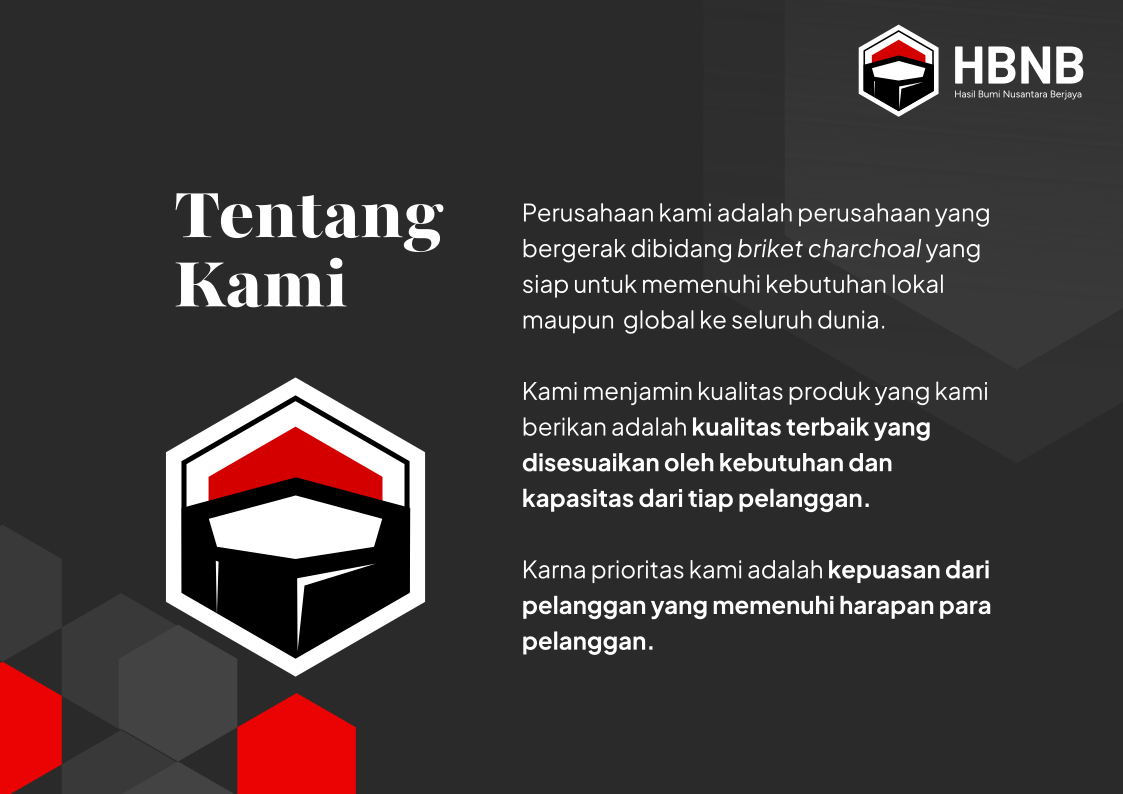 HBNB
Hasil Bumi Nusantara Berjaya
Tentang
Kami
Perusahaan kami adalah perusahaan yang
bergerak dibidang briket charchoal yang
siap untuk memenuhi kebutuhan lokal
maupun  global ke seluruh dunia.
Kami menjamin kualitas produk yang kami
berikan adalah kualitas terbaik yang
disesuaikan oleh kebutuhan dan
kapasitas dari tiap pelanggan.
Karna prioritas kami adalah kepuasan dari
pelanggan yang memenuhi harapan para
pelanggan.